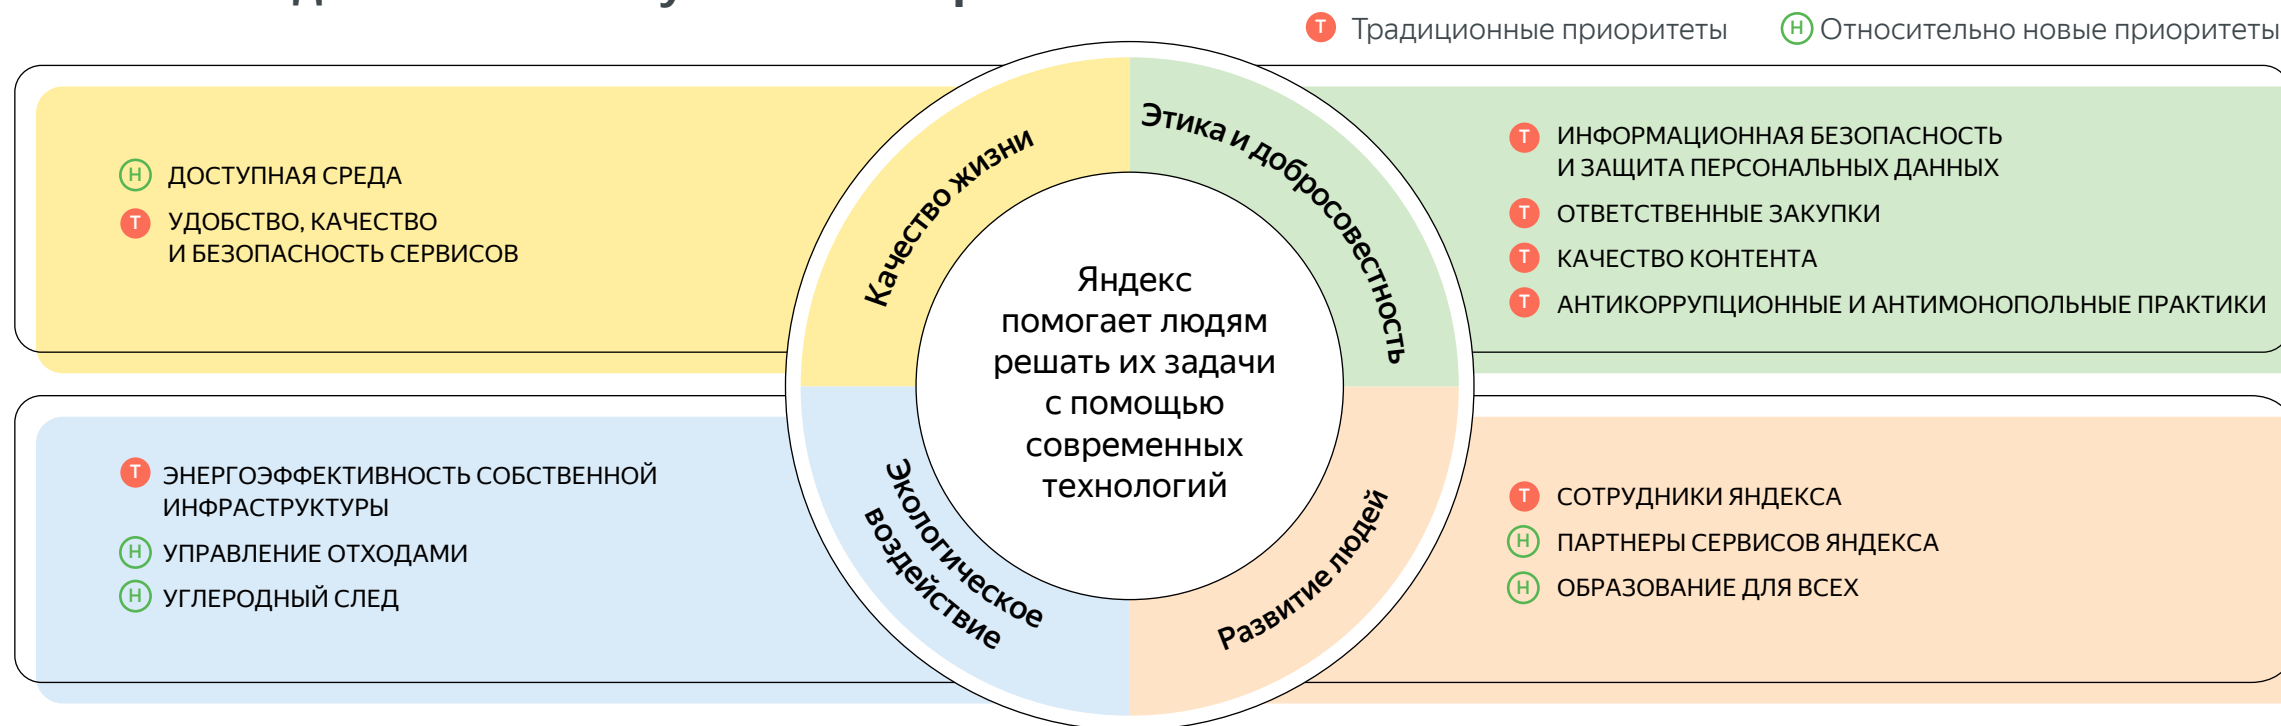 Т Традиционные приоритеты
Н Относительно новые приоритеты
Качество жизни
Н ДОСТУПНАЯ СРЕДА
Т УДОБСТВО, КАЧЕСТВО
И БЕЗОПАСНОСТЬ СЕРВИСОВ
Этика и добросовестность
Т ИНФОРМАЦИОННАЯ БЕЗОПАСНОСТЬ
И ЗАЩИТА ПЕРСОНАЛЬНЫХ ДАННЫХ
Т ОТВЕТСТВЕННЫЕ ЗАКУПКИ
Т КАЧЕСТВО КОНТЕНТА
Т АНТИКОРРУПЦИОННЫЕ И АНТИМОНОПОЛЬНЫЕ ПРАКТИКИ
Яндекс
помогает людям
решать их задачи
с помощью
современных
технологий
Экологическое
воздействие
Т ЭНЕРГОЭФФЕКТИВНОСТЬ СОБСТВЕННОЙ
ИНФРАСТРУКТУРЫ
Н УПРАВЛЕНИЕ ОТХОДАМИ
Н УГЛЕРОДНЫЙ СЛЕД
Развитие людей
Т СОТРУДНИКИ ЯНДЕКСА
Н ПАРТНЕРЫ СЕРВИСОВ ЯНДЕКСА
Н ОБРАЗОВАНИЕ ДЛЯ ВСЕХ